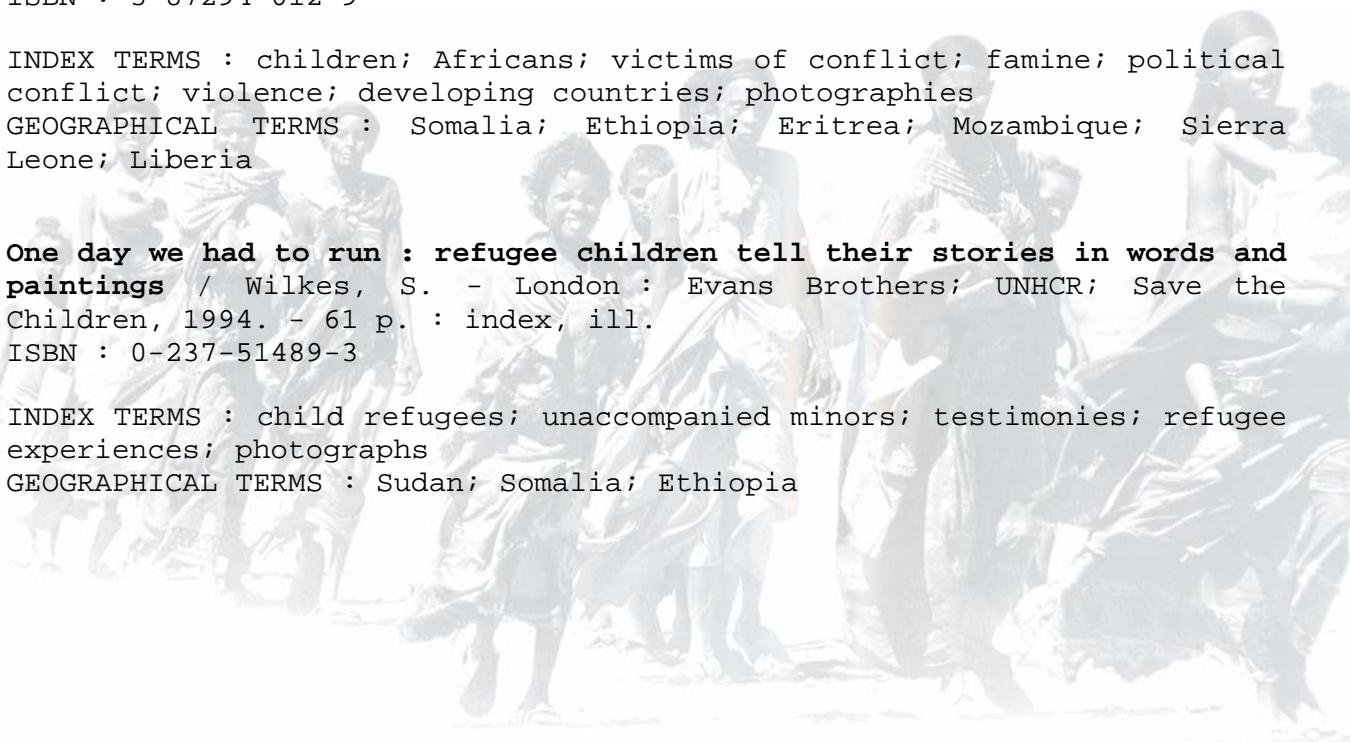 ISBN :
INDEX TERMS : children; Africans; victims of conflict; famine; political
conflict; violence; developing countries; photographies
GEOGRAPHICAL TERMS : Somalia; Ethiopia; Eritrea; Mozambique; Sierra
Leone; Liberia
One day we had to run : refugee children tell their stories in words and
paintings / Wilkes, S. - London : Evans Brothers; UNHCR; Save the
Children, 1994. - 61 p. : index, ill.
ISBN : 0-237-51489-3
INDEX TERMS : child refugees; unaccompanied minors; testimonies; refugee
experiences; photographs
GEOGRAPHICAL TERMS : Sudan; Somalia; Ethiopia